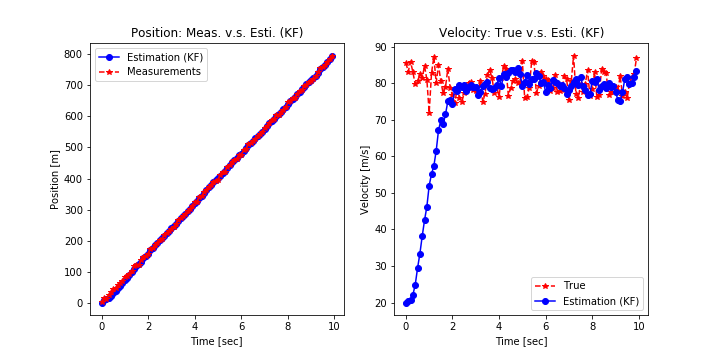 Position: Meas. v.s. Esti. (KF)
Estimation (KF)
Measurements
Position [m]
800
700
600
500
400
300
200
100
0
0 2 4 6 8 10
Time [sec]
Velocity: True v.s. Esti. (KF)
Velocity [m/s]
90
80
70
60
50
40
30
20
True
Estimation (KF)
0 2 4 6 8 10
Time [sec]